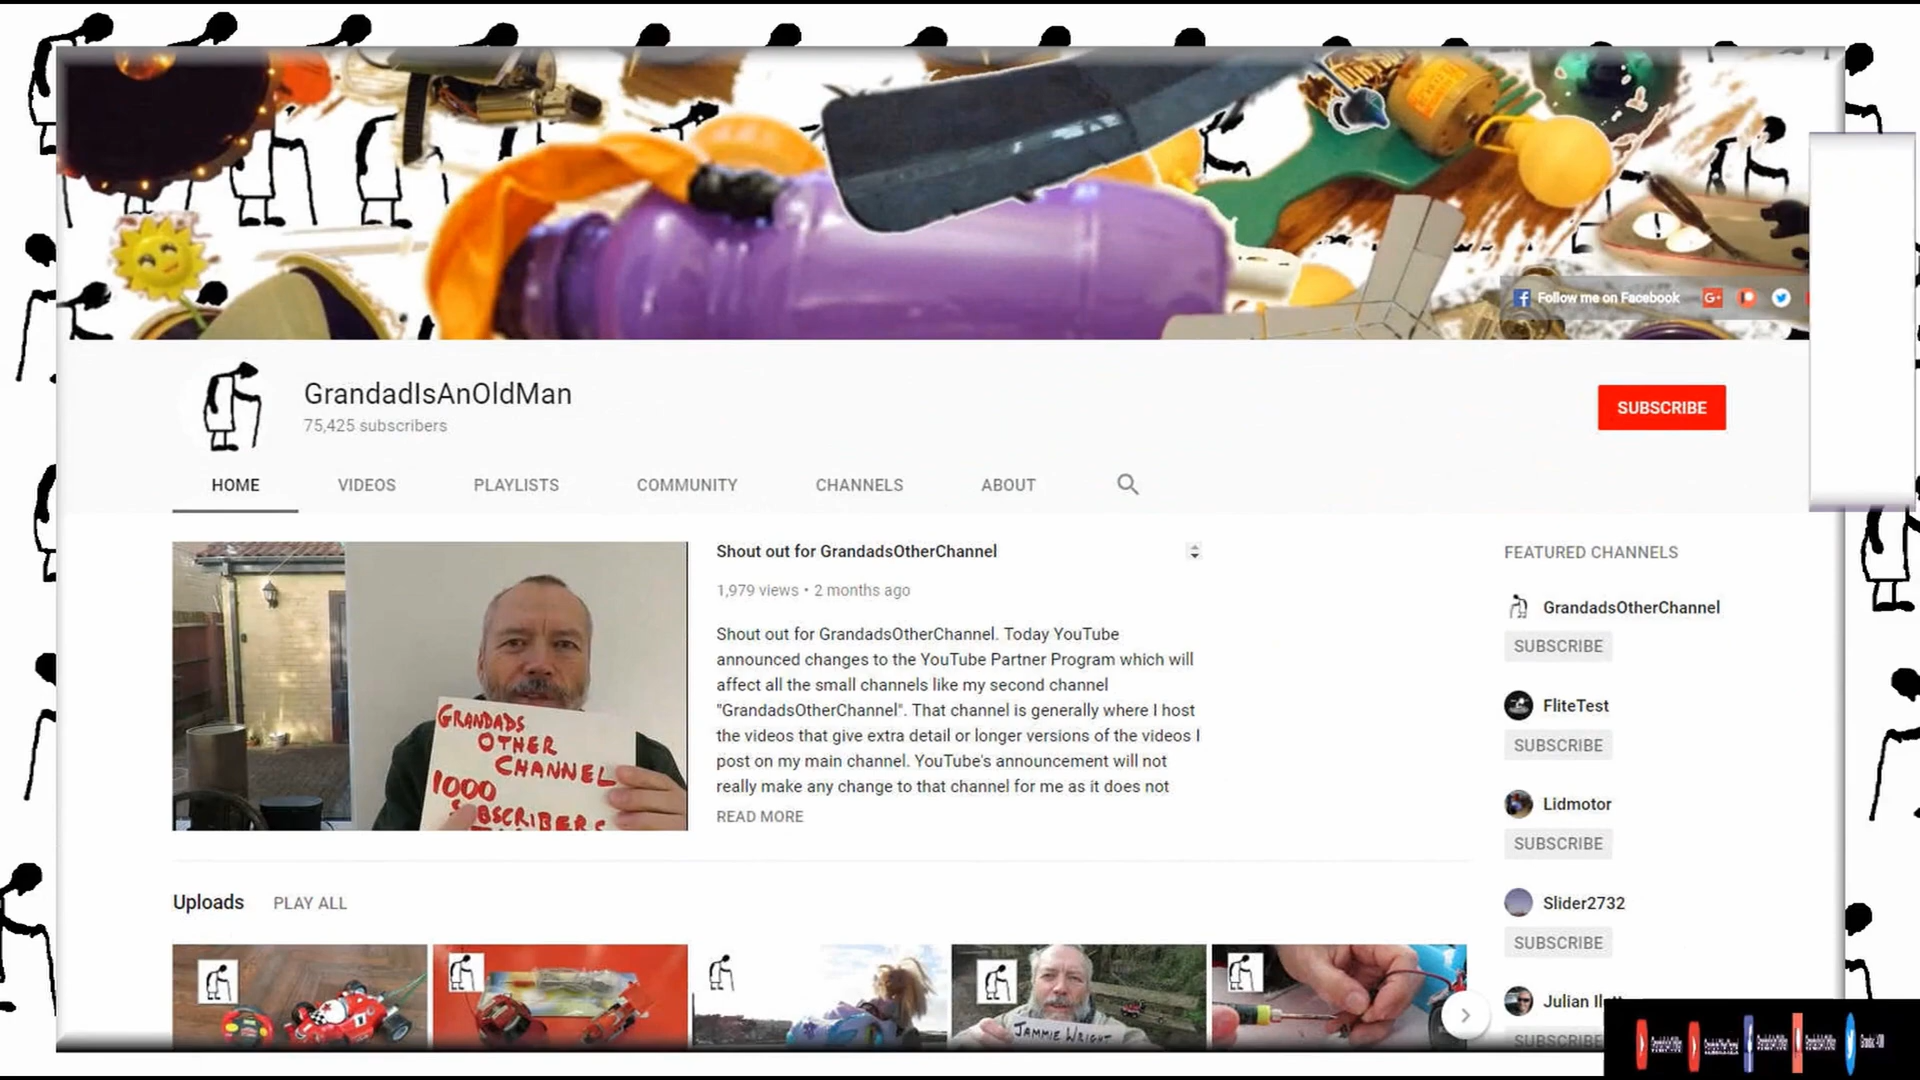 Follow me on Facebook
G+
GrandadIsAnOldMan
75,425 subscribers
SUBSCRIBE
HOME VIDEOS PLAYLISTS COMMUNITY CHANNELS ABOUT
Shout out for GrandadsOtherChannel
1,979 views • 2 months ago
Shout out for GrandadsOtherChannel. Today YouTube
announced changes to the YouTube Partner Program which will
affect all the small channels like my second channel
"GrandadsOtherChannel". That channel is generally where I host
the videos that give extra detail or longer versions of the videos I
post on my main channel. YouTube's announcement will not
really make any change to that channel for me as it does not
READ MORE
GRANDADS
OTHER
CHANNEL
1000
FEATURED CHANNELS
GrandadsOtherChannel
SUBSCRIBE
FliteTest
SUBSCRIBE
Lidmotor
SUBSCRIBE
Slider2732
SUBSCRIBE
Julian
SUBSCRIBE
Uploads PLAY ALL
JAMMIE WRIGHT